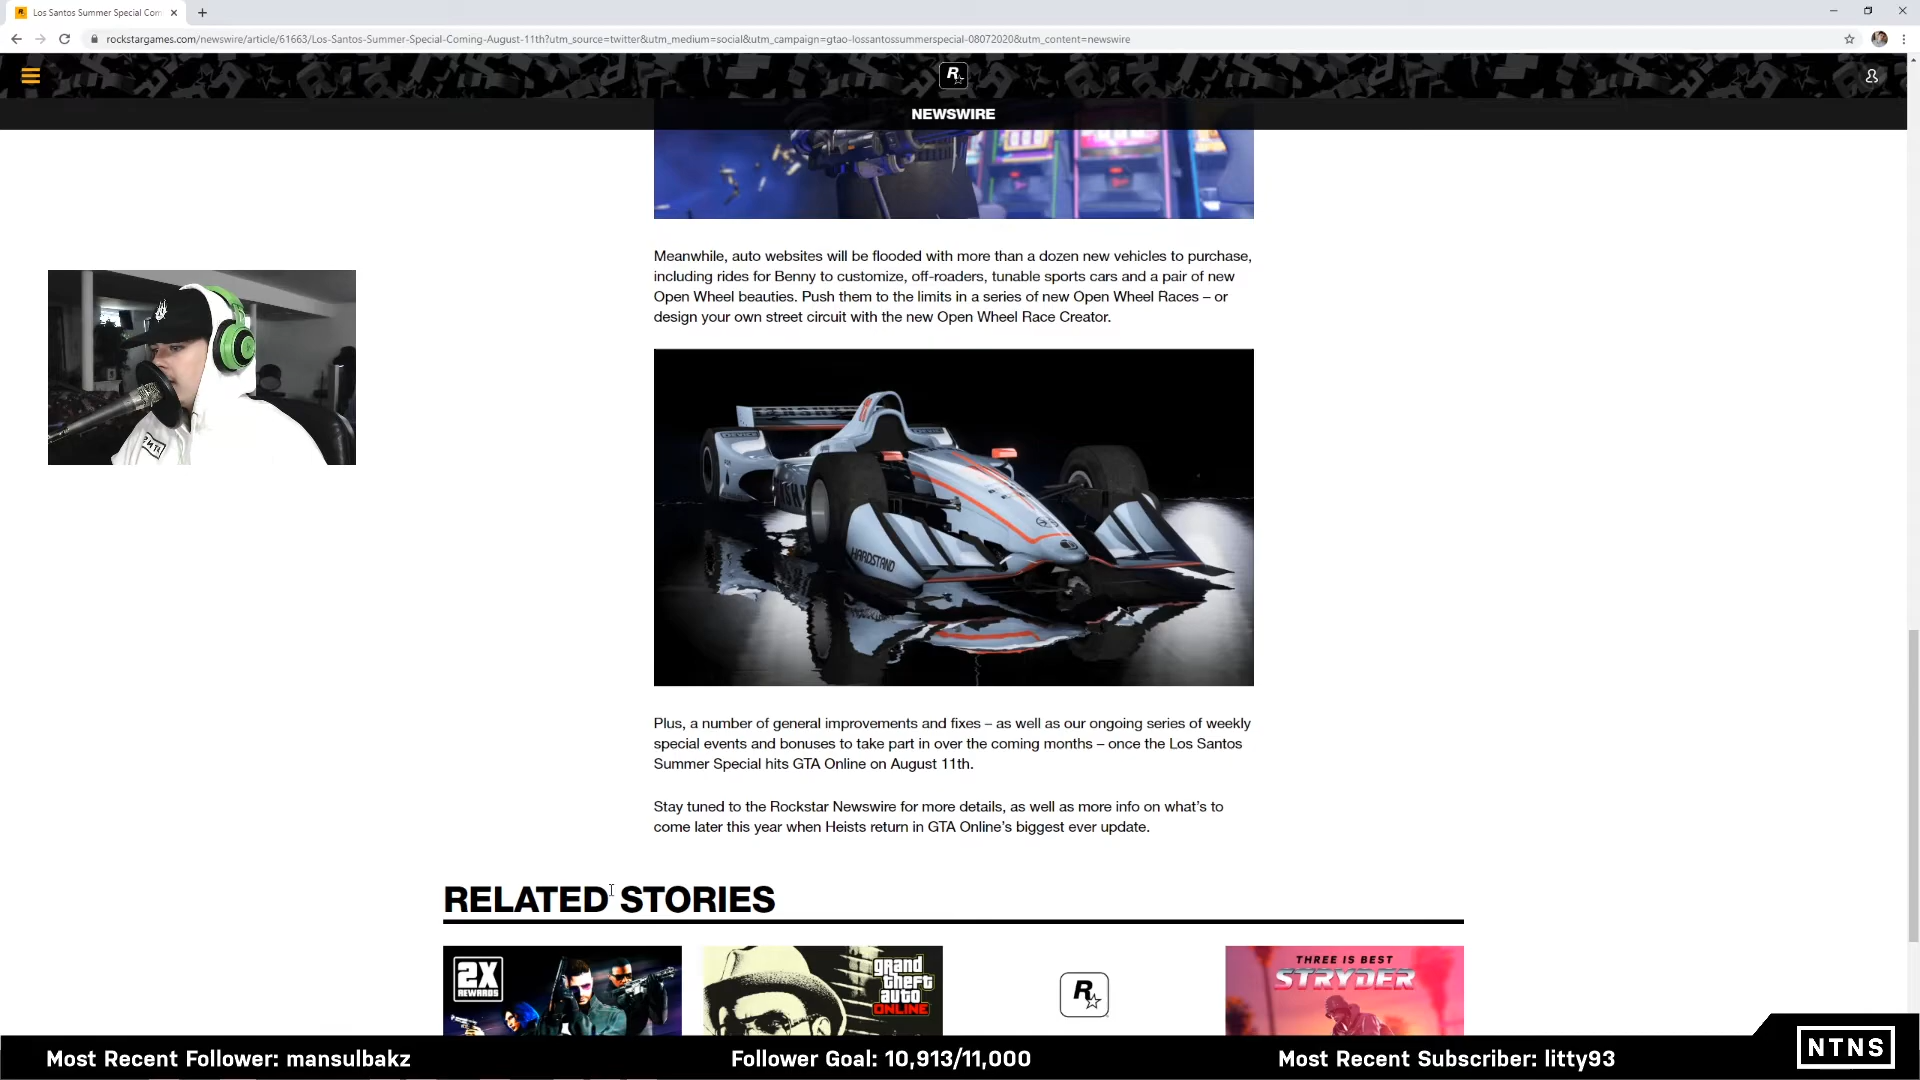 Los Santos Summer Special Com
rockstargames.com/newswire/article/61663/Los-Santos-Summer-Special-Coming-August-11th?utm_source=twitter&utm_medium=social&utm_campaign=gtao-lossantossummerspecial-08072020&utm_content=newswire
NEWSWIRE
Meanwhile, auto websites will be flooded with more than a dozen new vehicles to purchase,
including rides for Benny to customize, off-roaders, tunable sports cars and a pair of new
Open Wheel beauties. Push them to the limits in a series of new Open Wheel Races – or
design your own street circuit with the new Open Wheel Race Creator.
HARDSTAND
Plus, a number of general improvements and fixes – as well as our ongoing series of weekly
special events and bonuses to take part in over the coming months – once the Los Santos
Summer Special hits GTA Online on August 11th.
Stay tuned to the Rockstar Newswire for more details, as well as more info on what's to
come later this year when Heists return in GTA Online's biggest ever update.
RELATED STORIES
2X
REWARDS
grand
theft
auto
ONLINE
R
THREE IS BEST
STRYDER
Most Recent Follower: mansulbakz
Follower Goal: 10,913/11,000
Most Recent Subscriber: litty93
NTNS